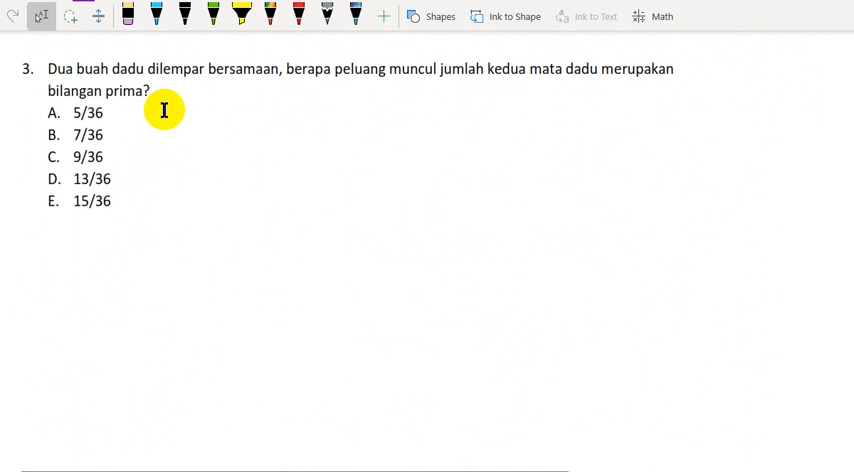 Shapes Ink to Shape Ink to Text Math
3. Dua buah dadu dilempar bersamaan, berapa peluang muncul jumlah kedua mata dadu merupakan
bilangan prima?
A. 5/36
B. 7/36
C. 9/36
D. 13/36
E. 15/36